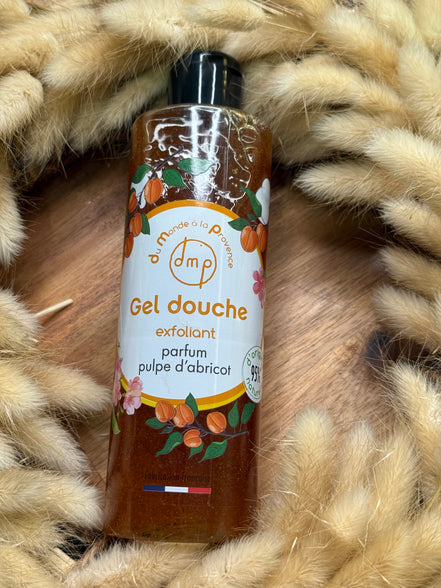 du Monde à la Provence
dmp
Gel douche
exfoliant
parfum
pulpe d'abricot
95%